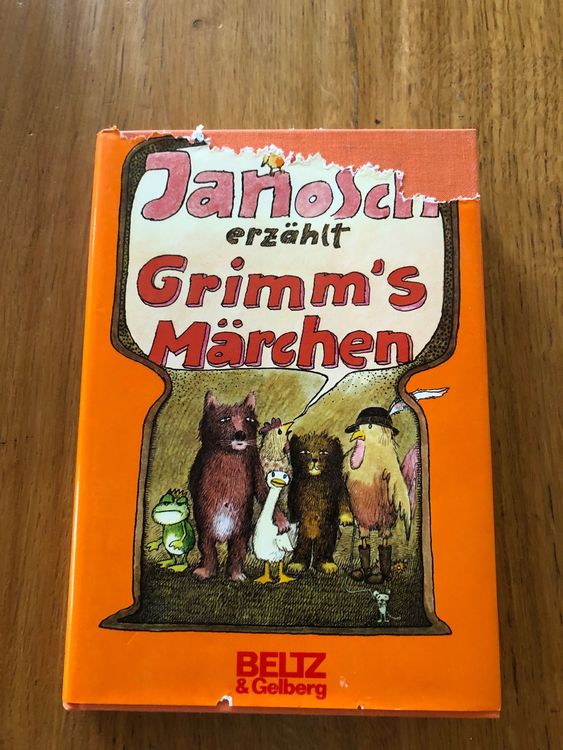 Janosch
erzählt
Grimm's
Märchen
BELTZ
& Gelberg